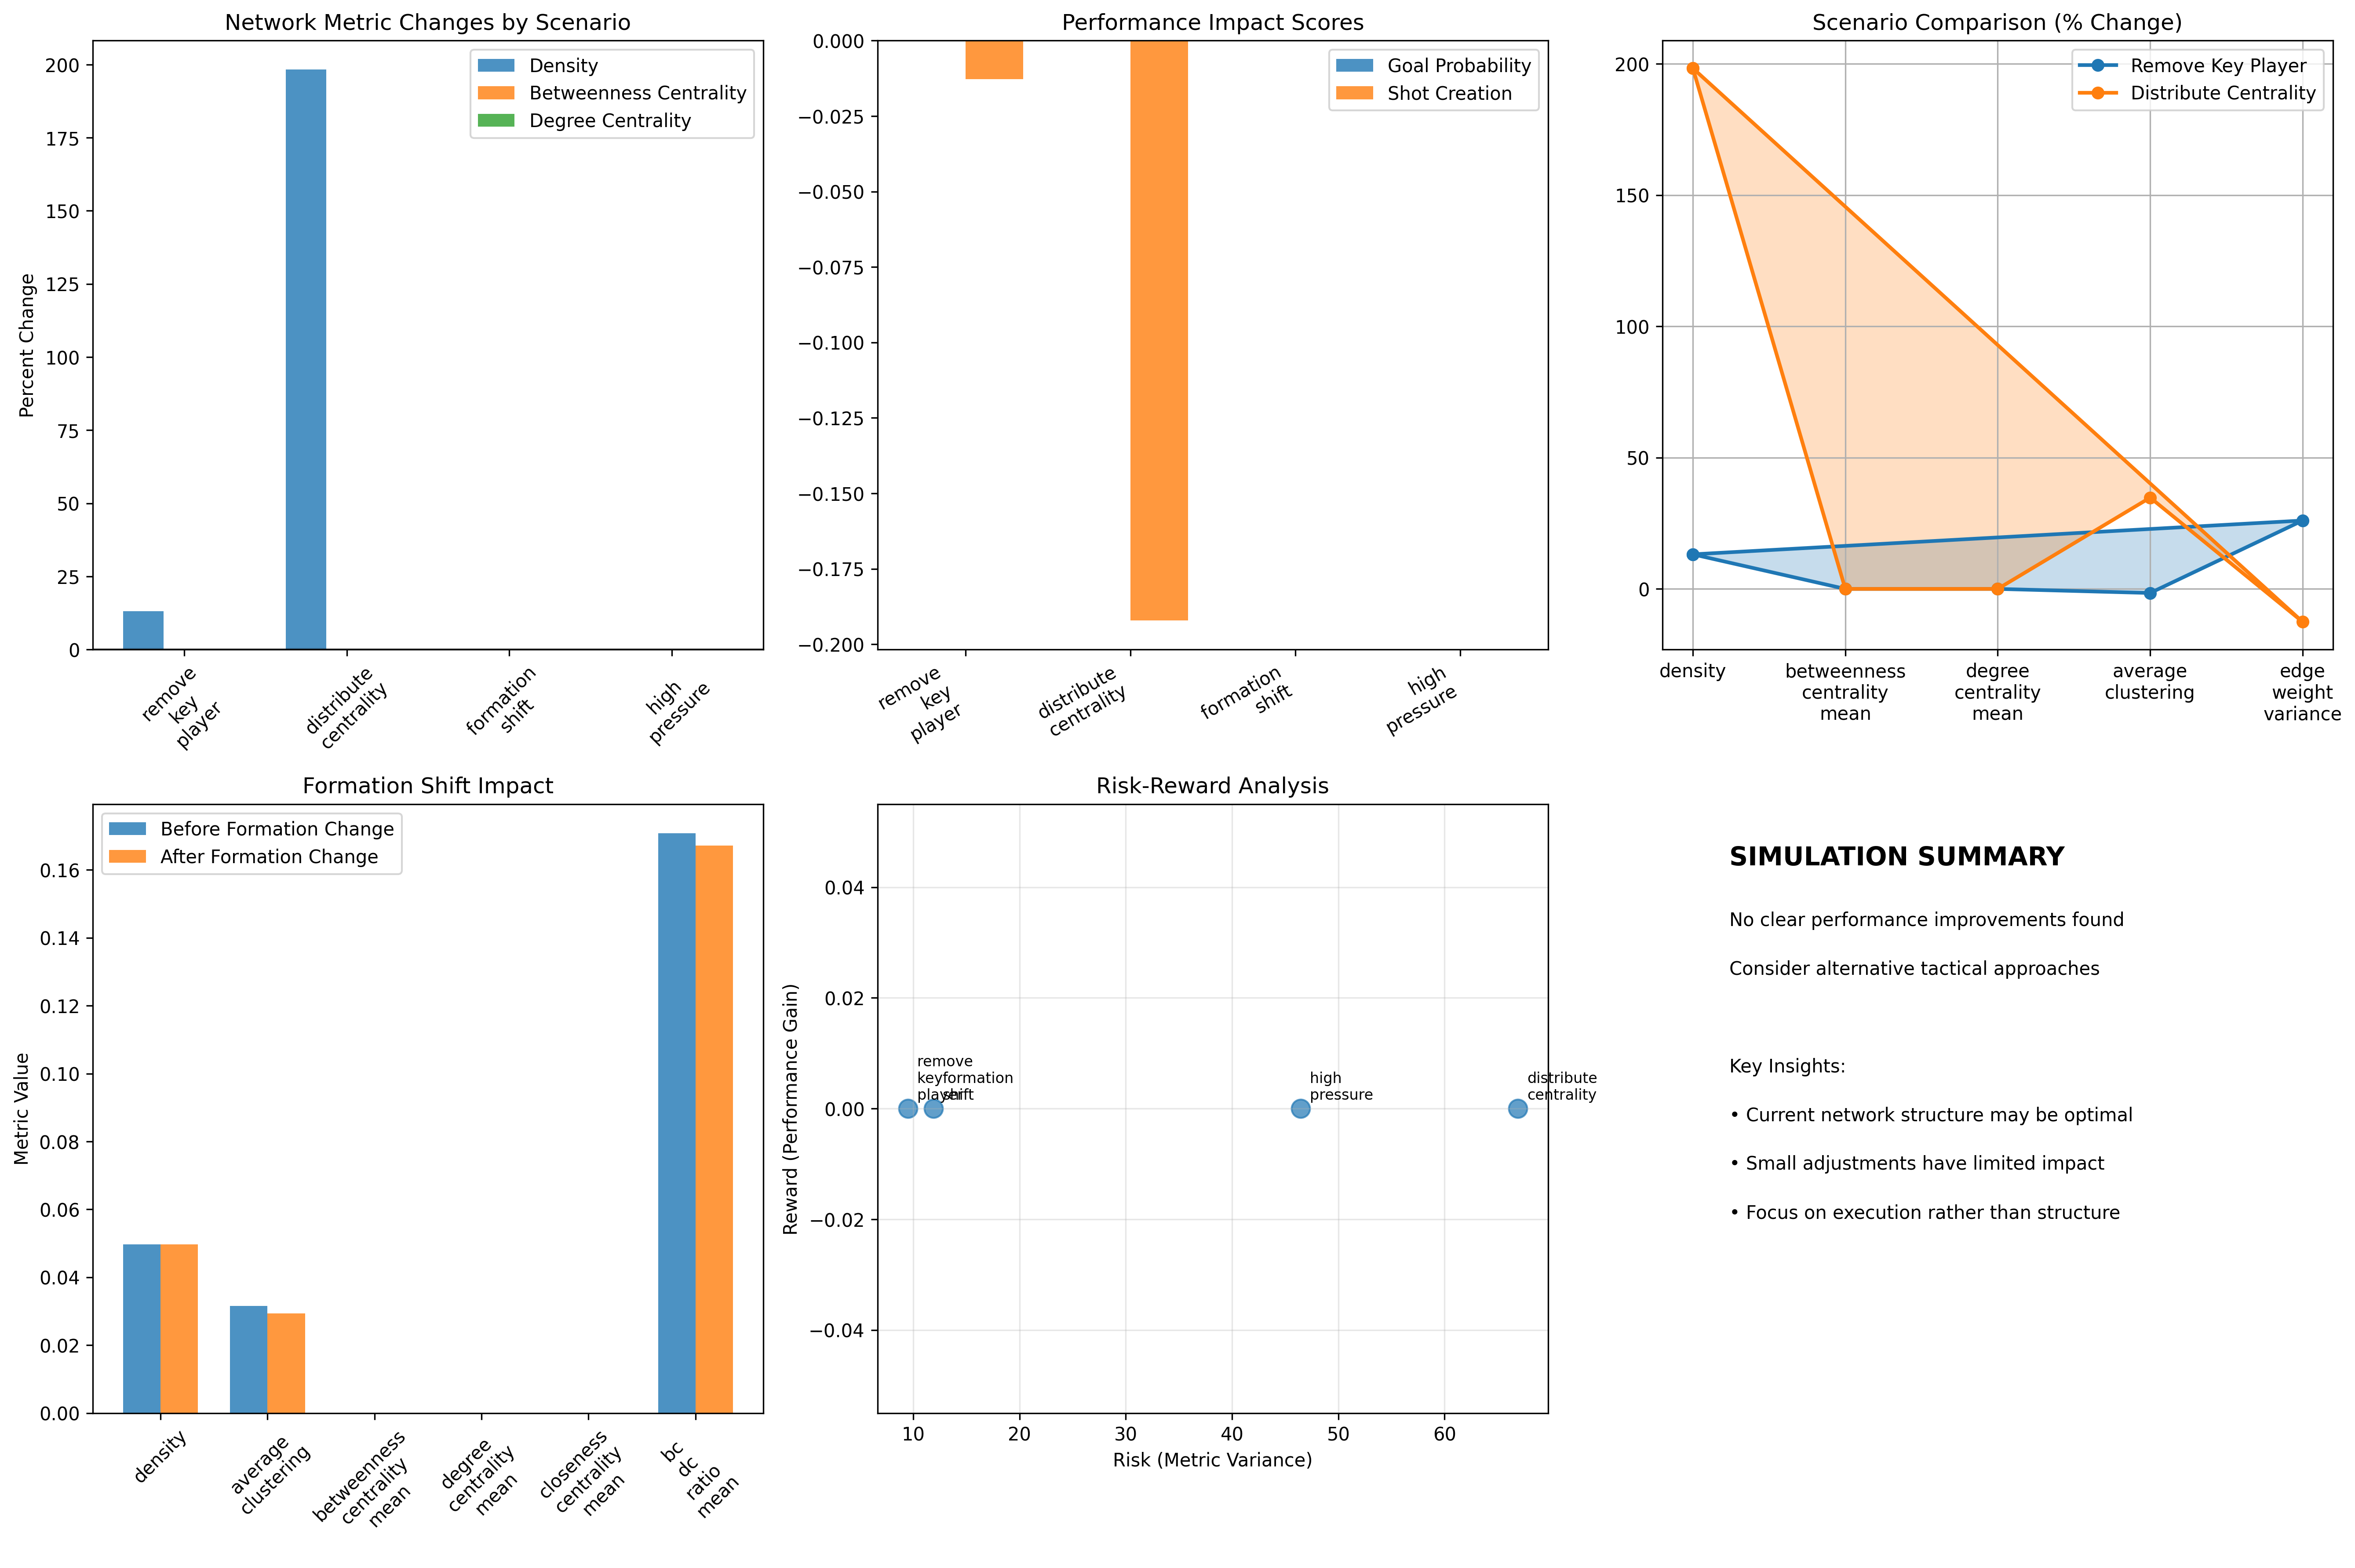 Network Metric Changes by Scenario
Percent Change
200
175
150
125
100
75
50
25
0
Density
Betweenness Centrality
Degree Centrality
remove
key
player
distribute
centrality
formation
shift
high
pressure
Performance Impact Scores
0.000
−0.025
−0.050
−0.075
−0.100
−0.125
−0.150
−0.175
−0.200
Goal Probability
Shot Creation
remove
key
player
distribute
centrality
formation
shift
high
pressure
Scenario Comparison (% Change)
200
150
100
50
0
Remove Key Player
Distribute Centrality
density
betweenness
centrality
mean
degree
centrality
mean
average
clustering
edge
weight
variance
Formation Shift Impact
Metric Value
0.16
0.14
0.12
0.10
0.08
0.06
0.04
0.02
0.00
Before Formation Change
After Formation Change
density
average
clustering
betweenness
centrality
mean
degree
centrality
mean
closeness
centrality
mean
bc
dc
ratio
mean
Risk-Reward Analysis
Reward (Performance Gain)
0.04
0.02
0.00
−0.02
−0.04
remove
key
player
formation
shift
high
pressure
distribute
centrality
10
20
30
40
50
60
Risk (Metric Variance)
SIMULATION SUMMARY
No clear performance improvements found
Consider alternative tactical approaches
Key Insights:
• Current network structure may be optimal
• Small adjustments have limited impact
• Focus on execution rather than structure